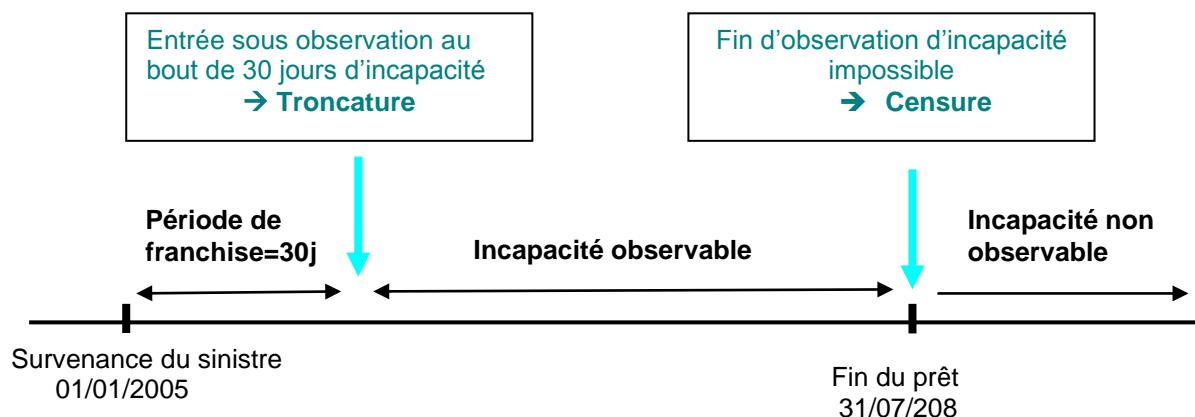 Entrée sous observation au
bout de 30 jours d’incapacité
→ Troncature
Fin d’observation d’incapacité
impossible
→ Censure
Période de
franchise=30j
Incapacité observable
Incapacité non
observable
Survenance du sinistre
01/01/2005
Fin du prêt
31/07/208